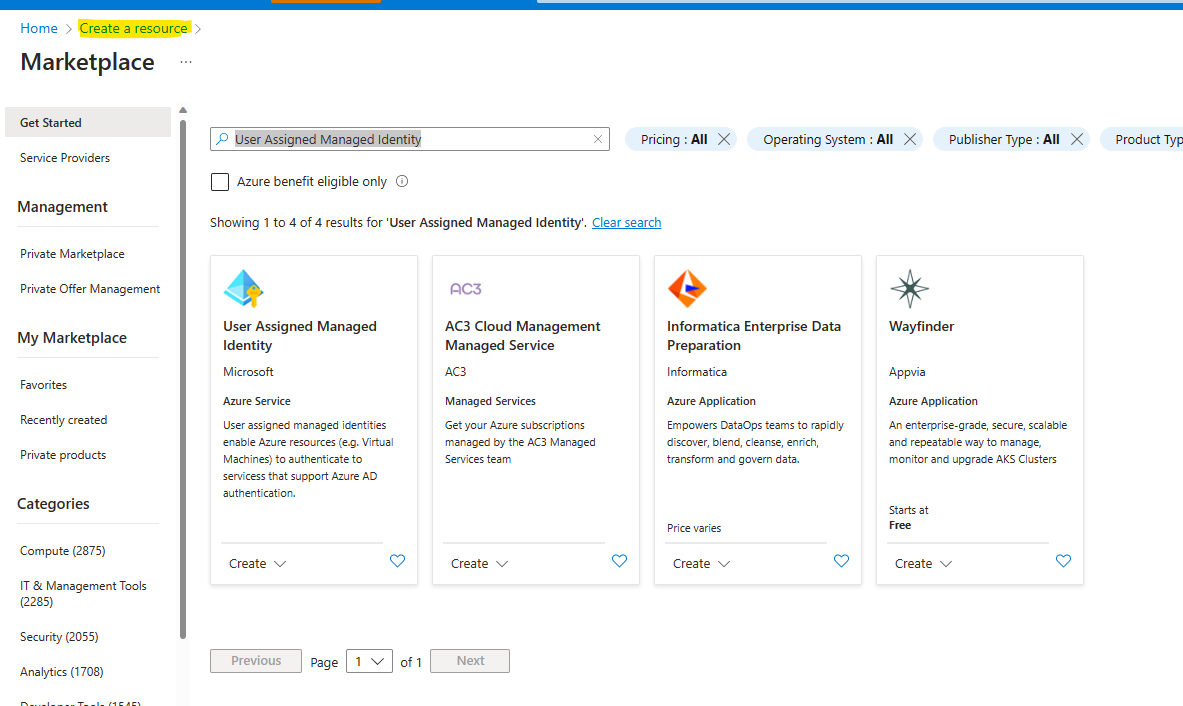 Home > Create a resource >
Marketplace ...
Get Started
Service Providers
Management
Private Marketplace
Private Offer Management
My Marketplace
Favorites
Recently created
Private products
Categories
Compute (2875)
IT & Management Tools
(2285)
Security (2055)
Analytics (1708)
Developer Tools (1545)
User Assigned Managed Identity
Pricing : All
Operating System : All
Publisher Type : All
Product Typ
Azure benefit eligible only
Showing 1 to 4 of 4 results for 'User Assigned Managed Identity'. Clear search
User Assigned Managed
Identity
Microsoft
Azure Service
User assigned managed identities
enable Azure resources (e.g. Virtual
Machines) to authenticate to
servicess that support Azure AD
authentication.
Create
AC3
AC3 Cloud Management
Managed Service
AC3
Managed Services
Get your Azure subscriptions
managed by the AC3 Managed
Services team
Create
Informatica Enterprise Data
Preparation
Informatica
Azure Application
Empowers DataOps teams to rapidly
discover, blend, cleanse, enrich,
transform and govern data.
Price varies
Create
Wayfinder
Appvia
Azure Application
An enterprise-grade, secure, scalable
and repeatable way to manage,
monitor and upgrade AKS Clusters
Starts at
Free
Create
Previous
Page 1 of 1
Next